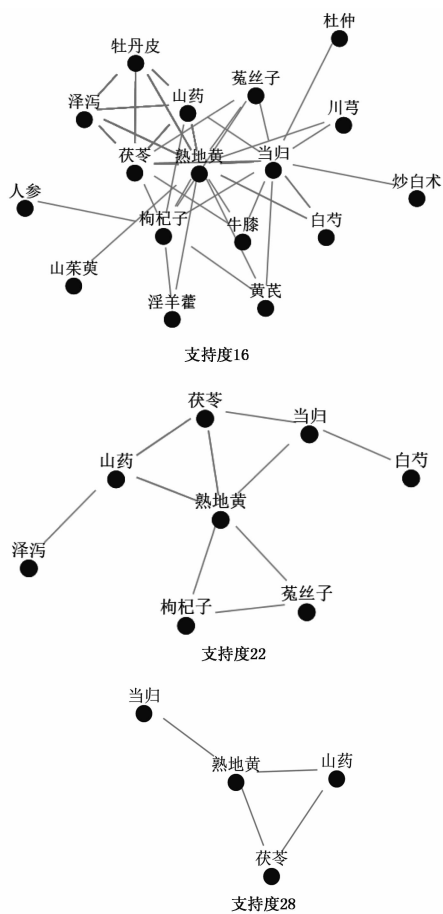 杜仲
牡丹皮
山药
菟丝子
泽泻
川芎
茯苓
熟地黄
当归
炒白术
人参
枸杞子
牛膝
白芍
山茱萸
淫羊藿
黄芪
支持度16
茯苓
当归
山药
白芍
熟地黄
泽泻
枸杞子
菟丝子
支持度22
当归
熟地黄
山药
茯苓
支持度28